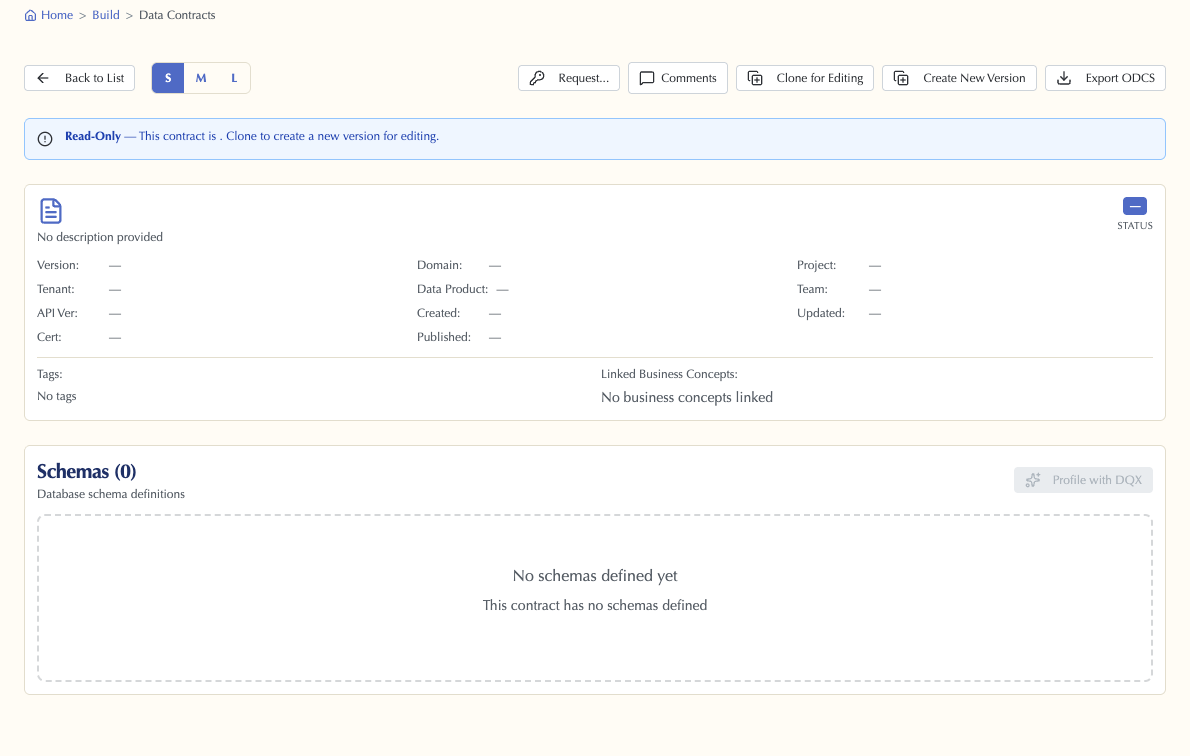 Home > Build > Data Contracts
Back to List S M L Request... Comments Clone for Editing Create New Version Export ODCS
Read-Only — This contract is . Clone to create a new version for editing.
—
STATUS
No description provided
Version: — Domain: — Project: —
Tenant: — Data Product: — Team: —
API Ver: — Created: — Updated: —
Cert: — Published: —
Tags: Linked Business Concepts:
No tags No business concepts linked
Schemas (0)
Database schema definitions
Profile with DQX
No schemas defined yet
This contract has no schemas defined